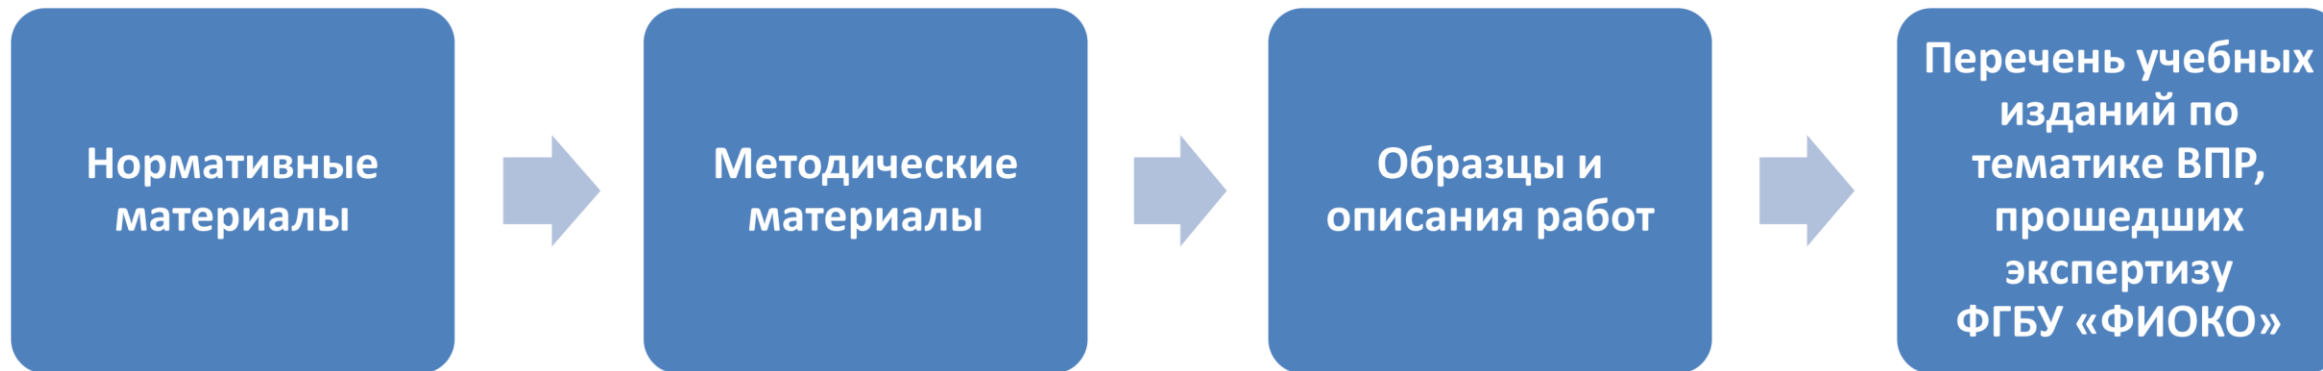 Нормативные
материалы
Методические
материалы
Образцы и
описания работ
Перечень учебных
изданий по
тематике ВПР,
прошедших
экспертизу
ФГБУ «ФИОКО»